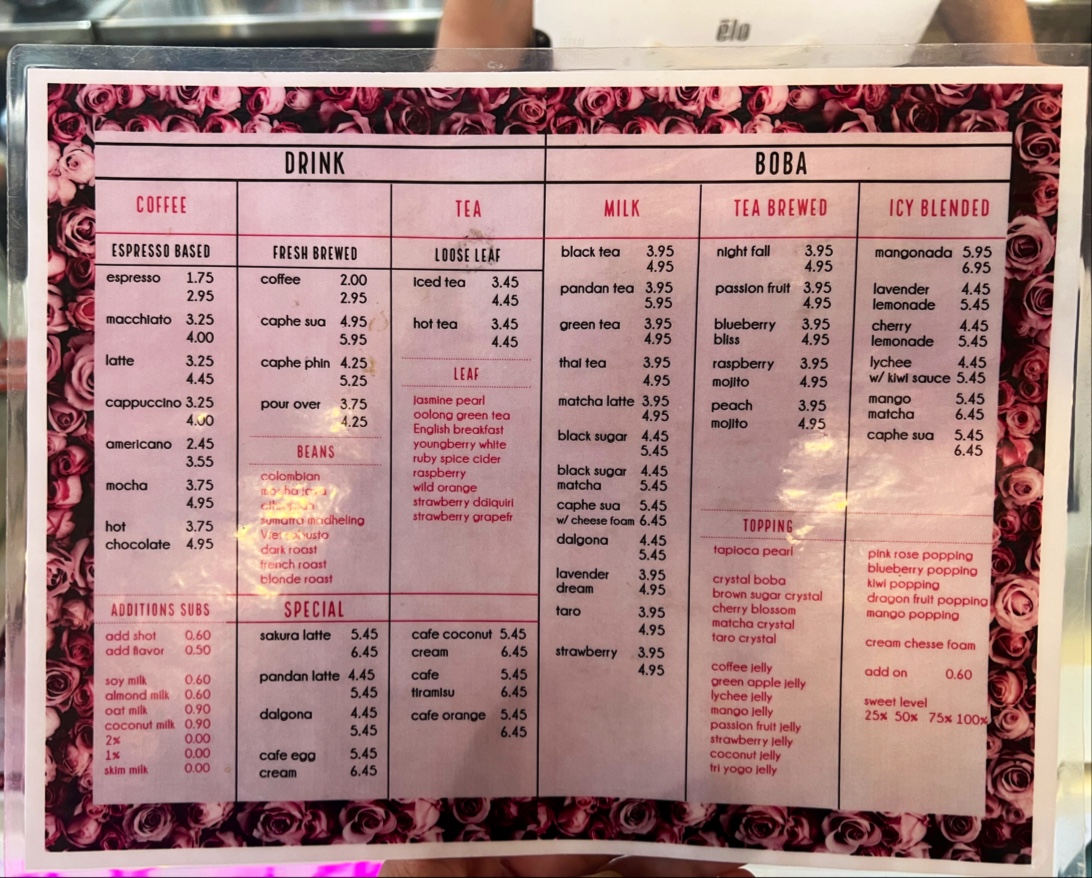 ēlo
DRINK
COFFEE
ESPRESSO BASED
espresso 1.75
2.95
macchiato 3.25
4.00
latte 3.25
4.45
cappuccino 3.25
4.00
americano 2.45
3.55
mocha 3.75
4.95
hot 3.75
chocolate 4.95
ADDITIONS SUBS
add shot 0.60
add flavor 0.50
soy milk 0.60
almond milk 0.60
oat milk 0.90
coconut milk 0.90
2% 0.00
1% 0.00
skim milk 0.00
FRESH BREWED
coffee 2.00
2.95
caphe sua 4.95
5.95
caphe phin 4.25
5.25
pour over 3.75
4.25
BEANS
colombian
sumatra madheling
dark roast
french roast
blonde roast
SPECIAL
sakura latte 5.45
6.45
pandan latte 4.45
5.45
dalgona 4.45
5.45
cafe egg 5.45
cream 6.45
TEA
LOOSE LEAF
iced tea 3.45
4.45
hot tea 3.45
4.45
LEAF
jasmine pearl
oolong green tea
English breakfast
youngberry white
ruby spice cider
raspberry
wild orange
strawberry daiquiri
strawberry grapefr
cafe coconut 5.45
cream 6.45
cafe 5.45
tiramisu 6.45
cafe orange 5.45
6.45
BOBA
MILK
black tea 3.95
4.95
pandan tea 3.95
5.95
green tea 3.95
4.95
thai tea 3.95
4.95
matcha latte 3.95
4.95
black sugar 4.45
5.45
black sugar 4.45
matcha 5.45
caphe sua 5.45
w/ cheese foam 6.45
dalgona 4.45
5.45
lavender 3.95
dream 4.95
taro 3.95
4.95
strawberry 3.95
4.95
TEA BREWED
night fall 3.95
4.95
passion fruit 3.95
4.95
blueberry 3.95
bliss 4.95
raspberry 3.95
mojito 4.95
peach 3.95
mojito 4.95
ICY BLENDED
mangonada 5.95
6.95
lavender 4.45
lemonade 5.45
cherry 4.45
lemonade 5.45
lychee 4.45
w/ kiwi sauce 5.45
mango 5.45
matcha 6.45
caphe sua 5.45
6.45
TOPPING
tapioca pearl
crystal boba
brown sugar crystal
cherry blossom
matcha crystal
taro crystal
coffee jelly
green apple jelly
lychee jelly
mango jelly
passion fruit jelly
strawberry jelly
coconut jelly
tri yogo jelly
pink rose popping
blueberry popping
kiwi popping
dragon fruit popping
mango popping
cream chesse foam
add on 0.60
sweet level
25% 50% 75% 100%